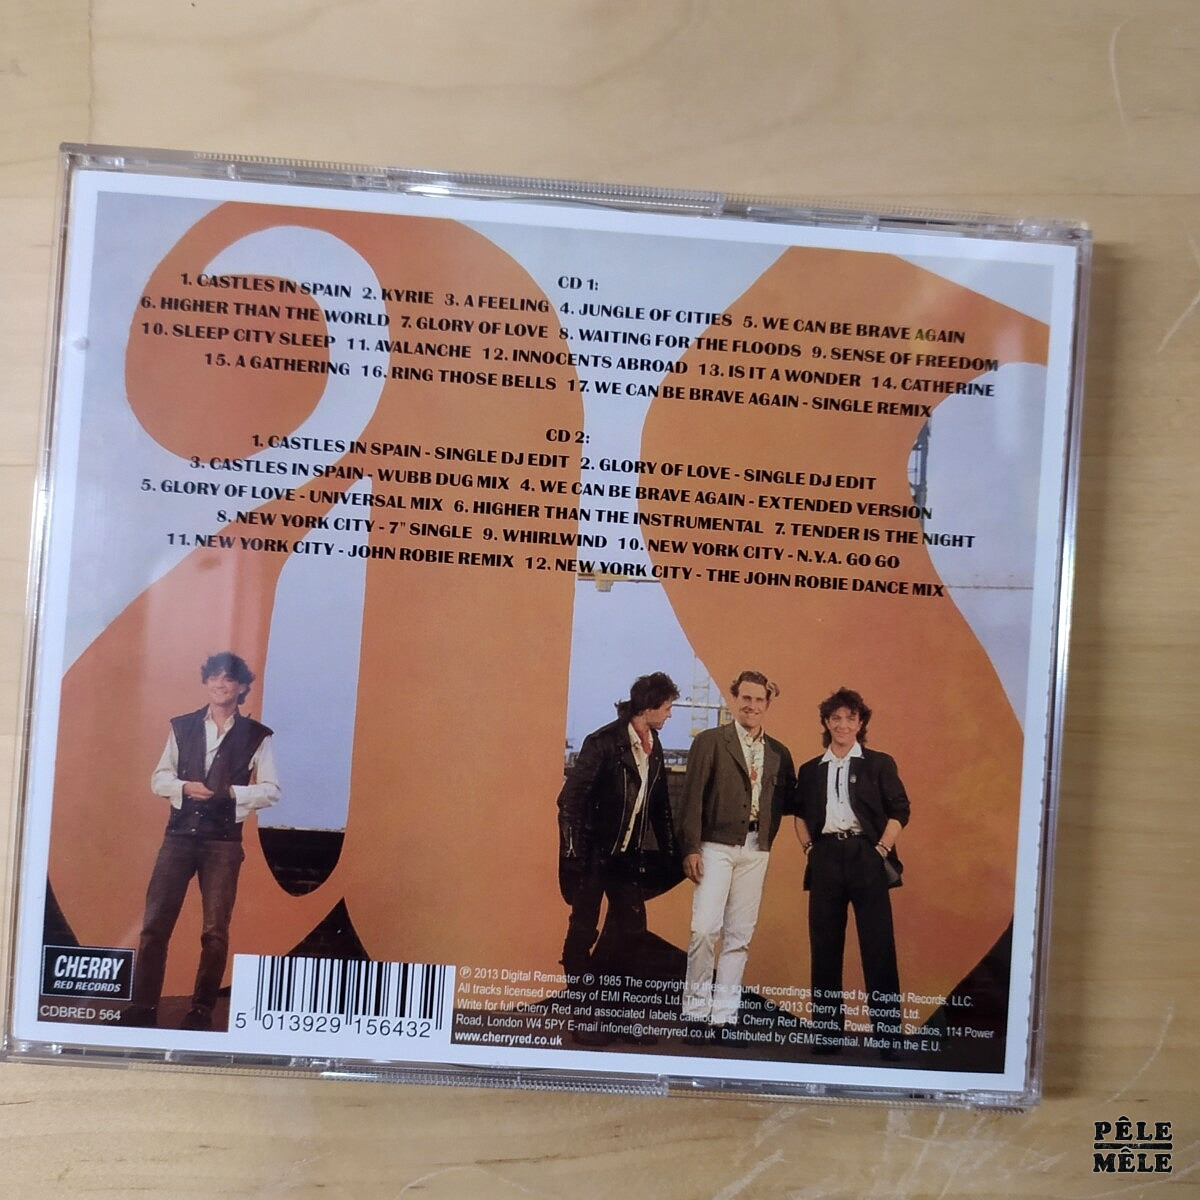 CD 1:
1. CASTLES IN SPAIN 2. KYRIE 3. A FEELING 4. JUNGLE OF CITIES 5. WE CAN BE BRAVE AGAIN
6. HIGHER THAN THE WORLD 7. GLORY OF LOVE 8. WAITING FOR THE FLOODS 9. SENSE OF FREEDOM
10. SLEEP CITY SLEEP 11. AVALANCHE 12. INNOCENTS ABROAD 13. IS IT A WONDER 14. CATHERINE
15. A GATHERING 16. RING THOSE BELLS 17. WE CAN BE BRAVE AGAIN - SINGLE REMIX
CD 2:
1. CASTLES IN SPAIN - SINGLE DJ EDIT 2. GLORY OF LOVE - SINGLE DJ EDIT
3. CASTLES IN SPAIN - WUBB DUG MIX 4. WE CAN BE BRAVE AGAIN - EXTENDED VERSION
5. GLORY OF LOVE - UNIVERSAL MIX 6. HIGHER THAN THE INSTRUMENTAL 7. TENDER IS THE NIGHT
8. NEW YORK CITY - 7" SINGLE 9. WHIRLWIND 10. NEW YORK CITY - N.Y.A. GO GO
11. NEW YORK CITY - JOHN ROBIE REMIX 12. NEW YORK CITY - THE JOHN ROBIE DANCE MIX
CHERRY
RED RECORDS
CDBRED 564
5 013929 156432
℗ 2013 Digital Remaster ℗ 1985 The copyright in these sound recordings is owned by Capitol Records, LLC.
All tracks licensed courtesy of EMI Records Ltd. This compilation © 2013 Cherry Red Records Ltd.
Write for full Cherry Red and associated labels catalogue to: Cherry Red Records, Power Road Studios, 114 Power
Road, London W4 5PY E-mail infonet@cherryred.co.uk Distributed by GEM/Essential. Made in the E.U.
www.cherryred.co.uk
PÊLE
MÊLE